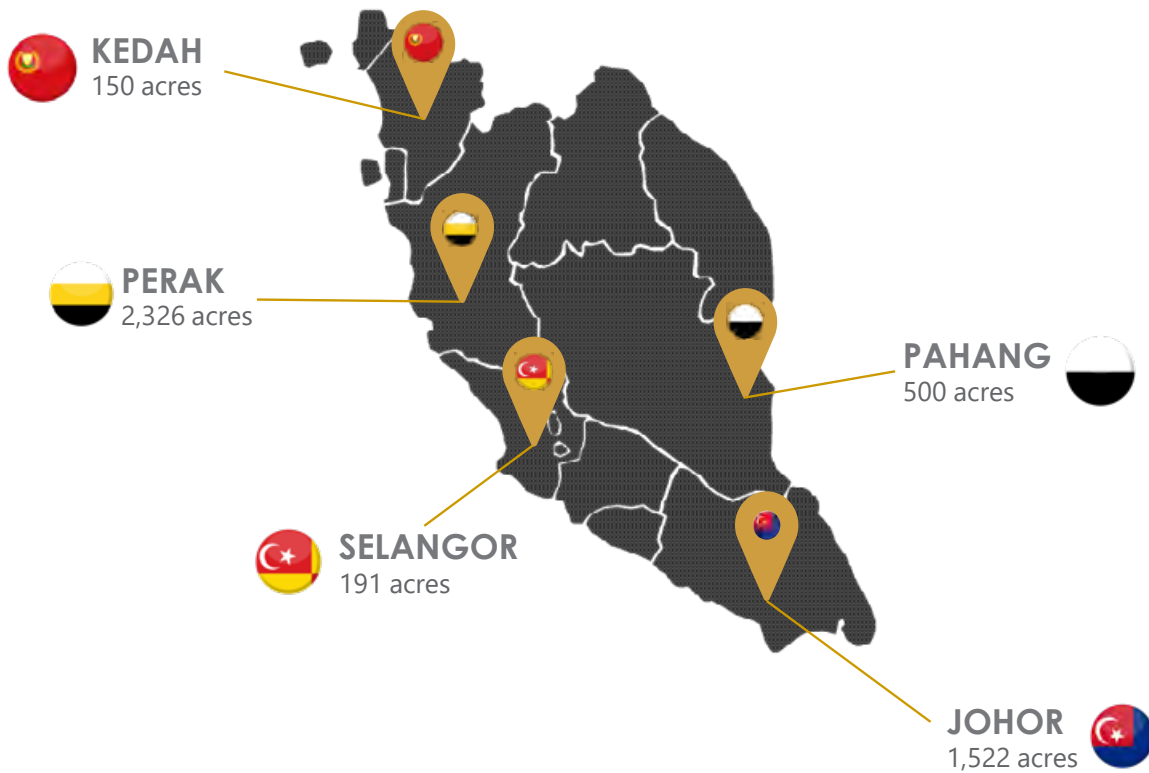 KEDAH
150 acres
PERAK
2,326 acres
PAHANG
500 acres
SELANGOR
191 acres
JOHOR
1,522 acres